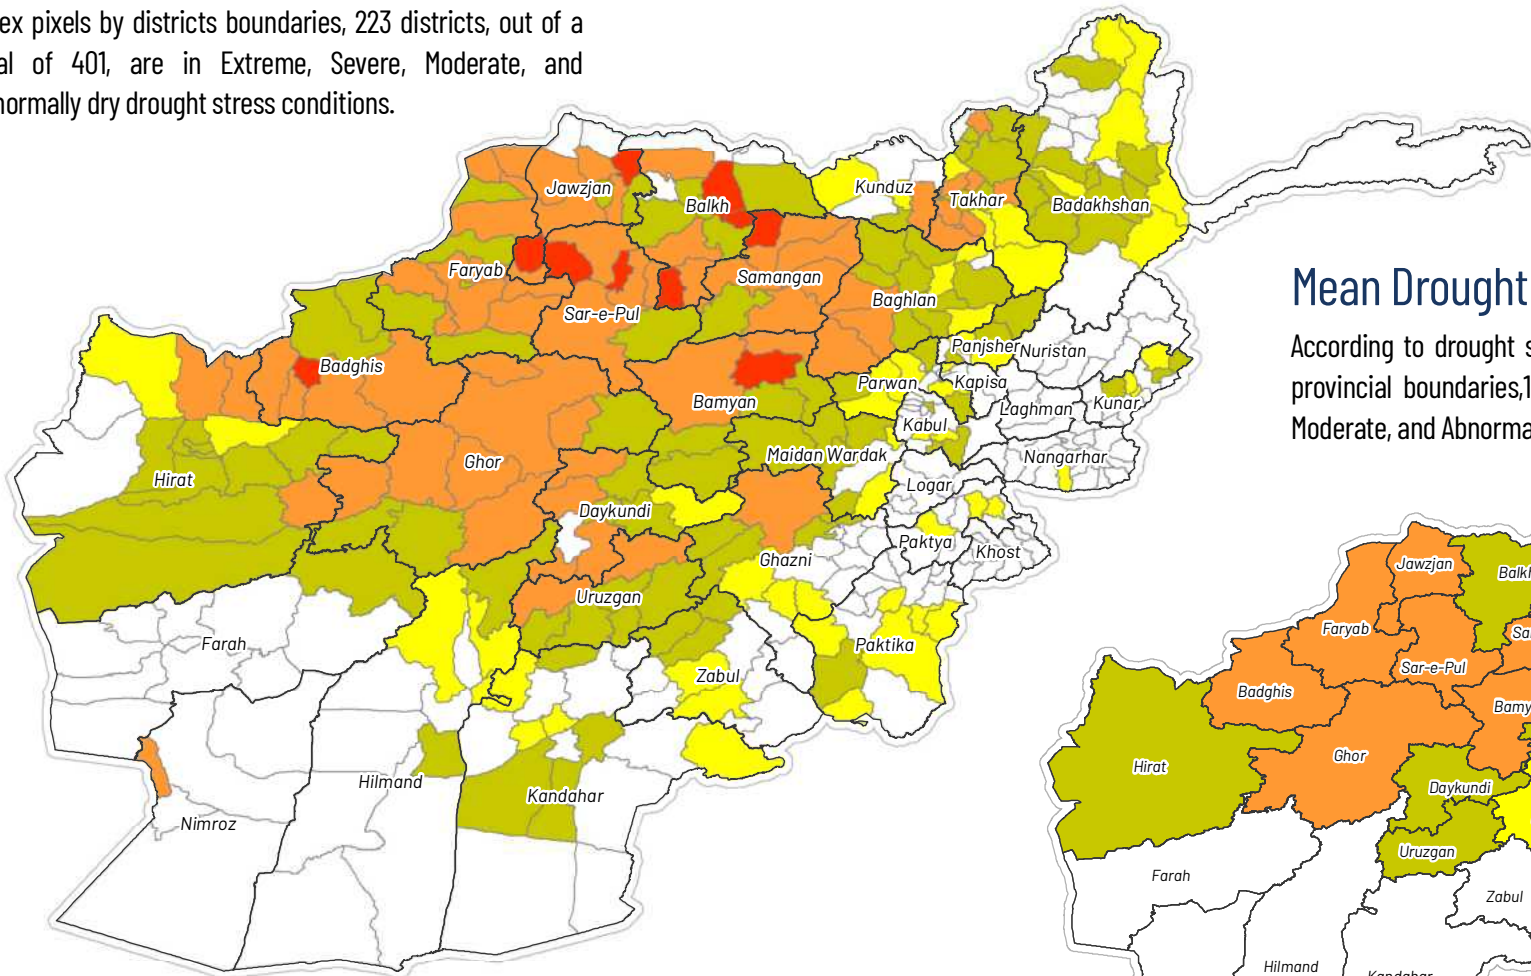 ex pixels by districts boundaries, 223 districts, out of a
al of 401, are in Extreme, Severe, Moderate, and
normally dry drought stress conditions.
Jawzjan
Balkh
Kunduz
Takhar
Badakhshan
Faryab
Sar-e-Pul
Samangan
Baghlan
Badghis
Bamyan
Panjsher
Nuristan
Parwan
Kapisa
Laghman
Kunar
Kabul
Hirat
Ghor
Maidan Wardak
Nangarhar
Logar
Daykundi
Ghazni
Paktya
Khost
Uruzgan
Farah
Paktika
Zabul
Hilmand
Kandahar
Nimroz
Mean Drought
According to drought s
provincial boundaries,1
Moderate, and Abnorma
Jawzjan
Balkh
Faryab
Sa
Sar-e-Pul
Badghis
Bamy
Ghor
Hirat
Daykundi
Uruzgan
Farah
Zabul
Hilmand
Kandahar